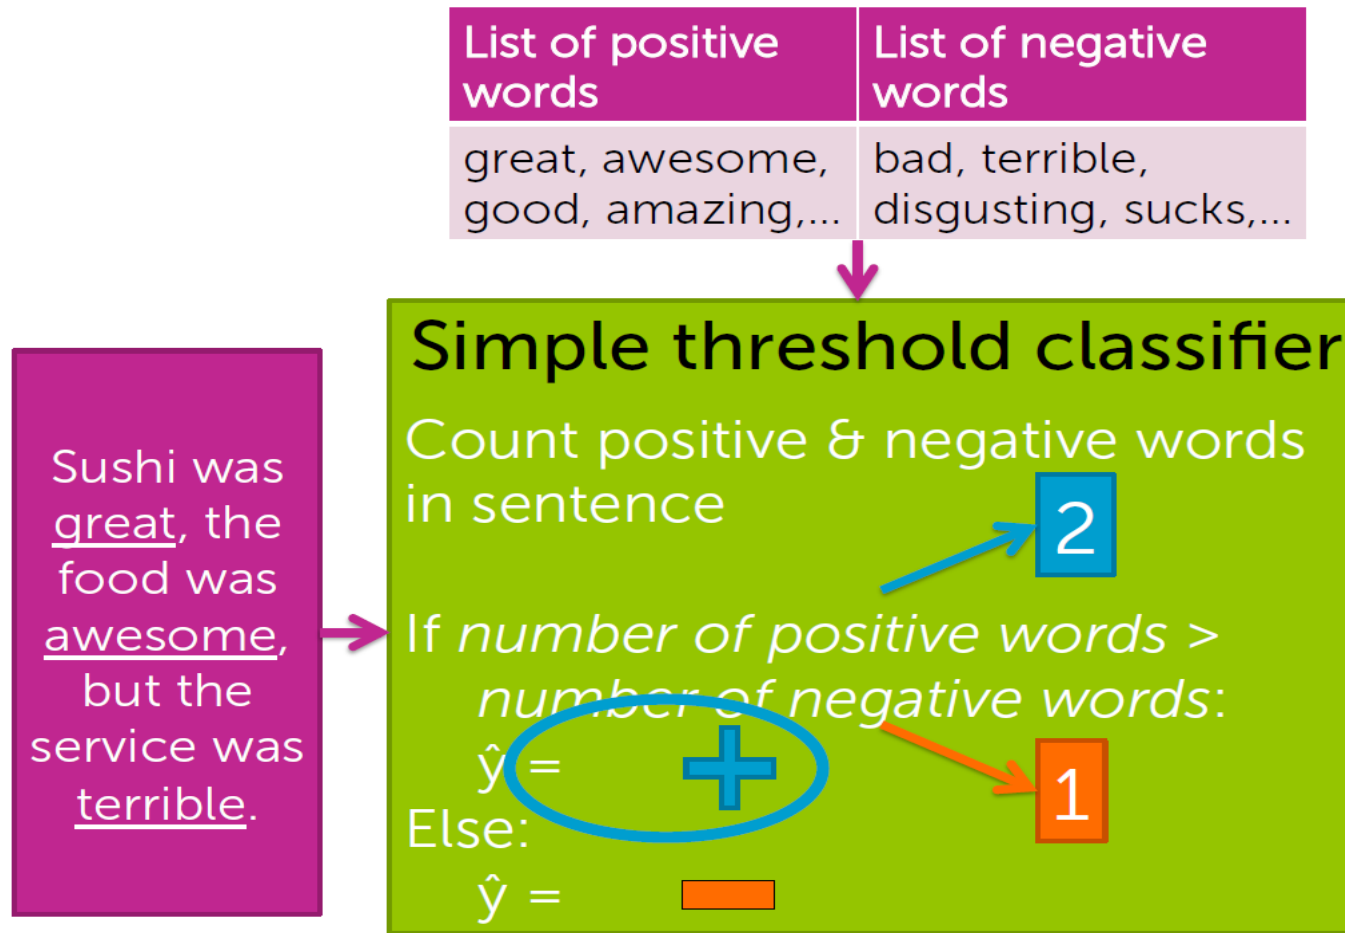 List of positive
words
List of negative
words
great, awesome,
good, amazing,...
bad, terrible,
disgusting, sucks,...
Sushi was
great, the
food was
awesome,
but the
service was
terrible.
Simple threshold classifier
Count positive & negative words
in sentence
2
If number of positive words >
number of negative words:
ŷ = +
1
Else:
ŷ = −